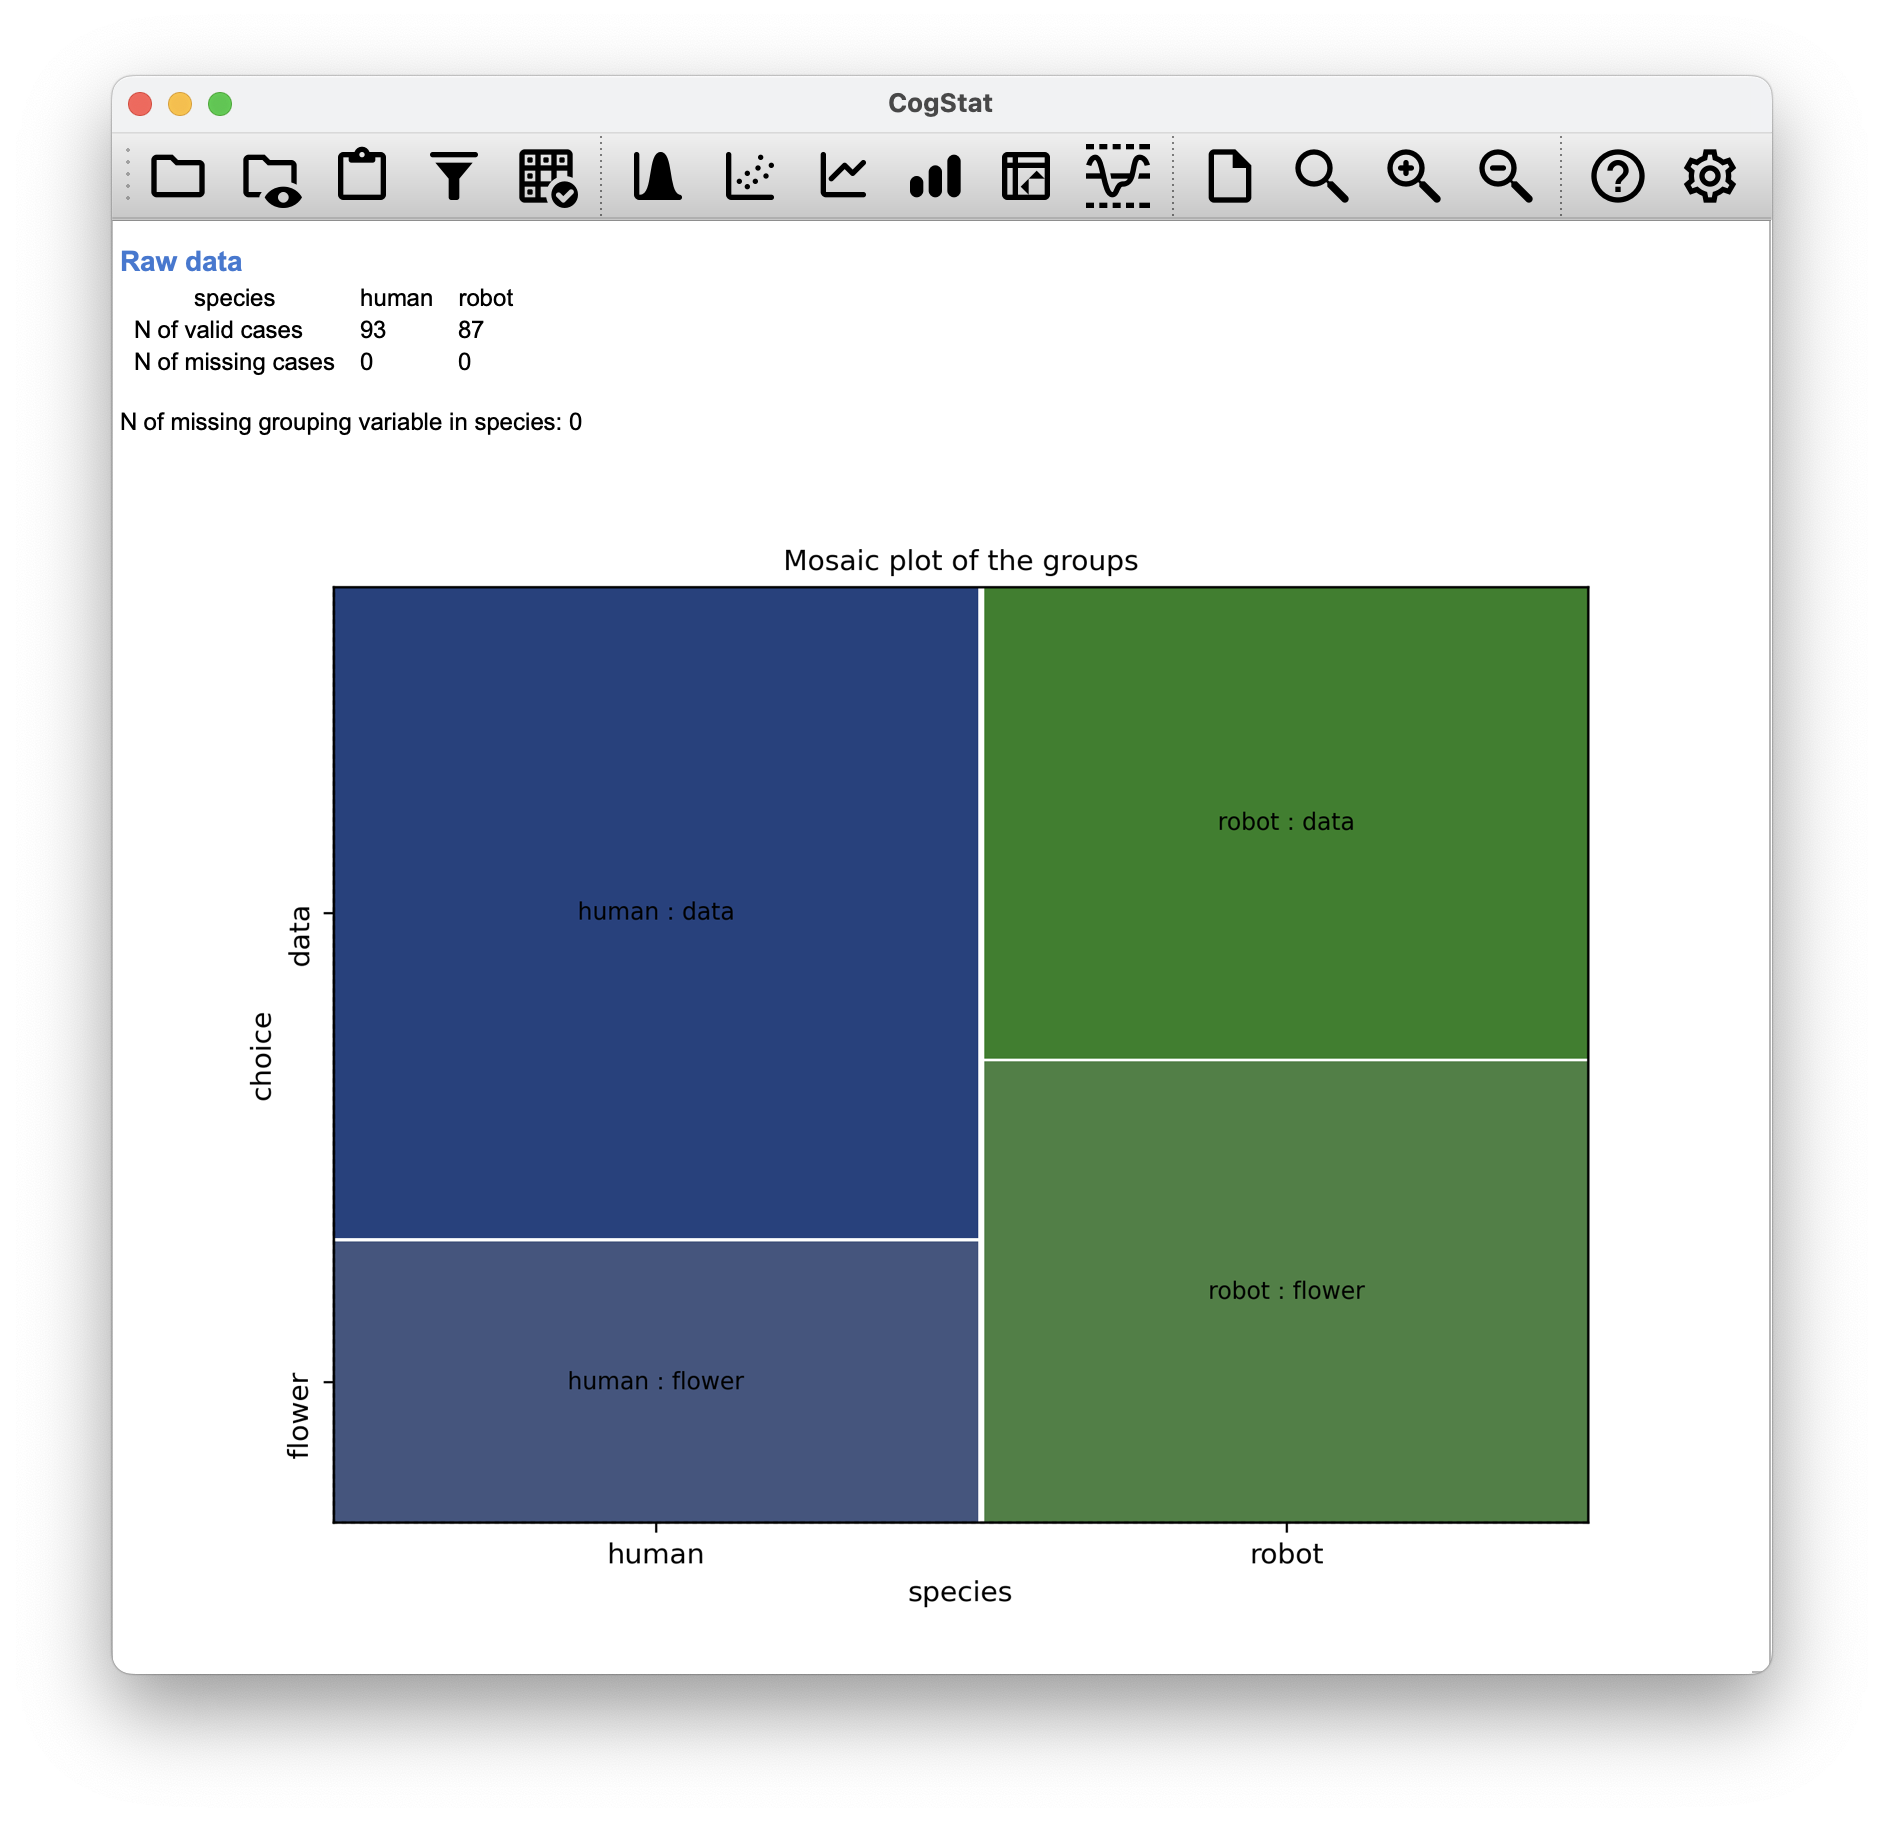 CogStat
Raw data
species human robot
N of valid cases 93 87
N of missing cases 0 0
N of missing grouping variable in species: 0
Mosaic plot of the groups
robot : data
human : data
data
choice
robot : flower
human : flower
flower
human robot
species